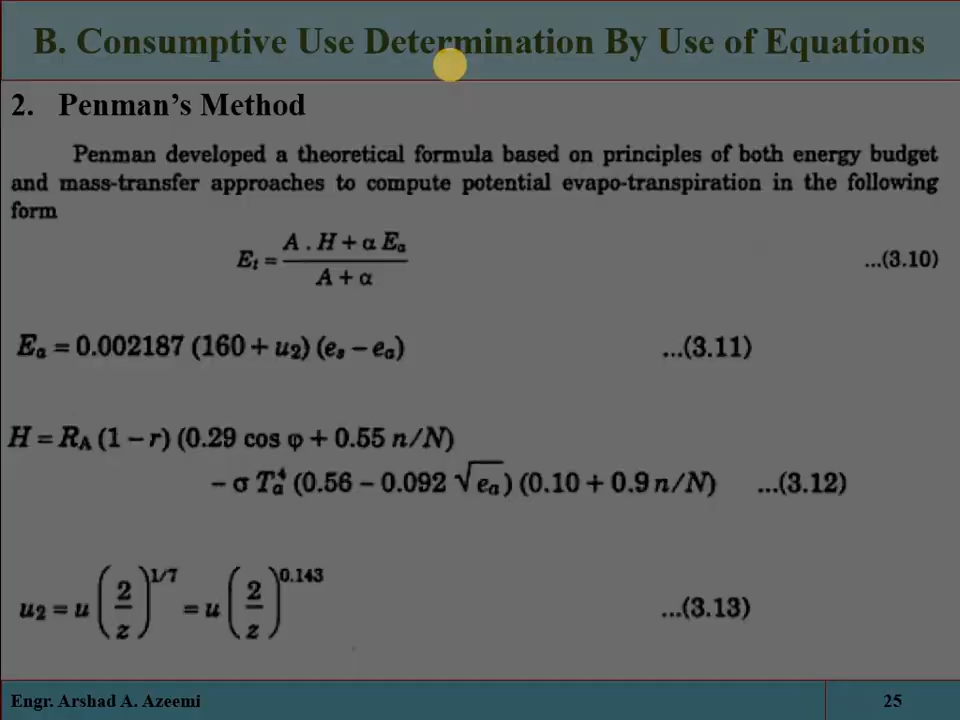 B. Consumptive Use Determination By Use of Equations
2. Penman's Method
Penman developed a theoretical formula based on principles of both energy budget
and mass-transfer approaches to compute potential evapo-transpiration in the following
form
E_t = (A . H + α E_a) / (A + α) ...(3.10)
E_a = 0.002187 (160 + u_2) (e_s − e_a) ...(3.11)
H = R_A (1 − r) (0.29 cos φ + 0.55 n/N)
− σ T_a^4 (0.56 − 0.092 √e_a) (0.10 + 0.9 n/N) ...(3.12)
u_2 = u (2/z)^1/7 = u (2/z)^0.143 ...(3.13)
Engr. Arshad A. Azeemi 25